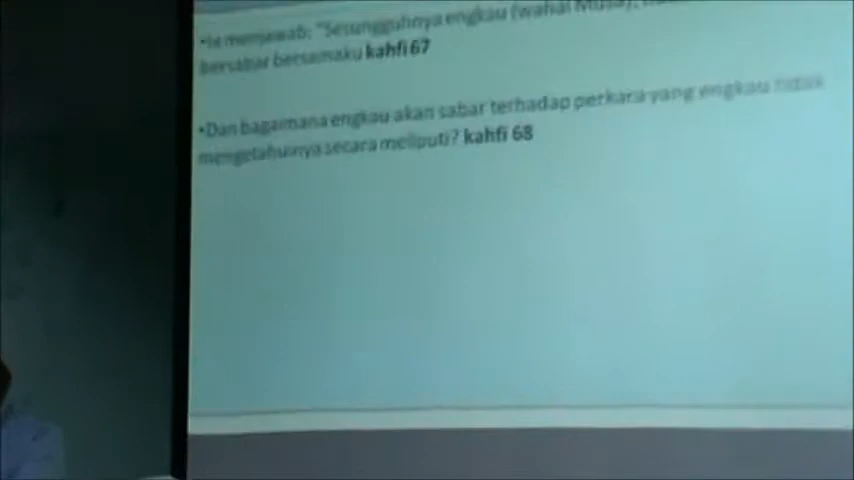 •Ia menjawab: "Sesungguhnya engkau (wahai Musa),
bersabar bersamaku kahfi 67
•Dan bagaimana engkau akan sabar terhadap perkara yang engkau tidak
mengetahuinya secara meliputi? kahfi 68